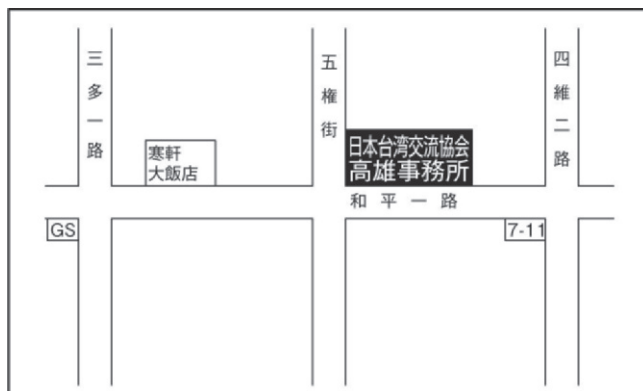 三多一路
五権街
四維二路
寒軒
大飯店
日本台湾交流協会
高雄事務所
和平一路
GS
7-11